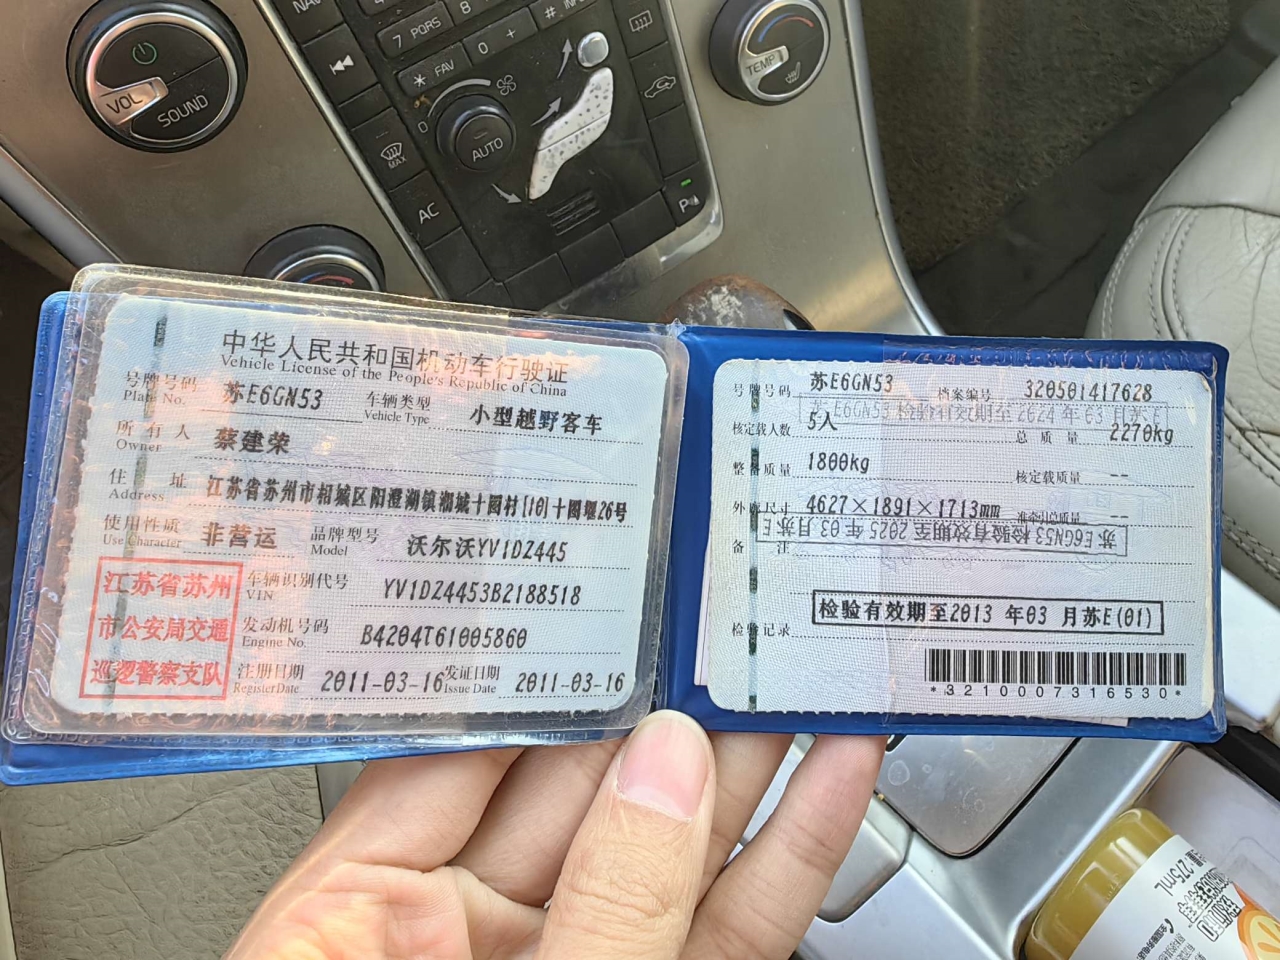 VOL
SOUND
7 PQRS
8
0 +
# INFO
* FAV
0
AUTO
MAX
AC
TEMP
中华人民共和国机动车行驶证
Vehicle License of the People's Republic of China
号牌号码 苏E6GN53 车辆类型 小型越野客车
Plate No. Vehicle Type
所有人 蔡建荣
Owner
住址 江苏省苏州市相城区阳澄湖镇湘城十图村[10]十图堰26号
Address
使用性质 非营运 品牌型号 沃尔沃YV1DZ445
Use Character Model
江苏省苏州
市公安局交通
巡逻警察支队
车辆识别代号 YV1DZ4453B2188518
VIN
发动机号码 B4204T61005860
Engine No.
注册日期 2011-03-16 发证日期 2011-03-16
Register Date Issue Date
号牌号码 苏E6GN53 档案编号 320501417628
苏E6GN53 检验有效期至2024年03月苏E
核定载人数 5人 总质量 2270kg
整备质量 1800kg 核定载质量 --
外廓尺寸 4627×1891×1713mm 准牵引总质量 --
苏E6GN53 检验有效期至2025年03月苏E
备注
检验有效期至2013 年03 月苏E(01)
检验记录
*3210007316530*
275mL